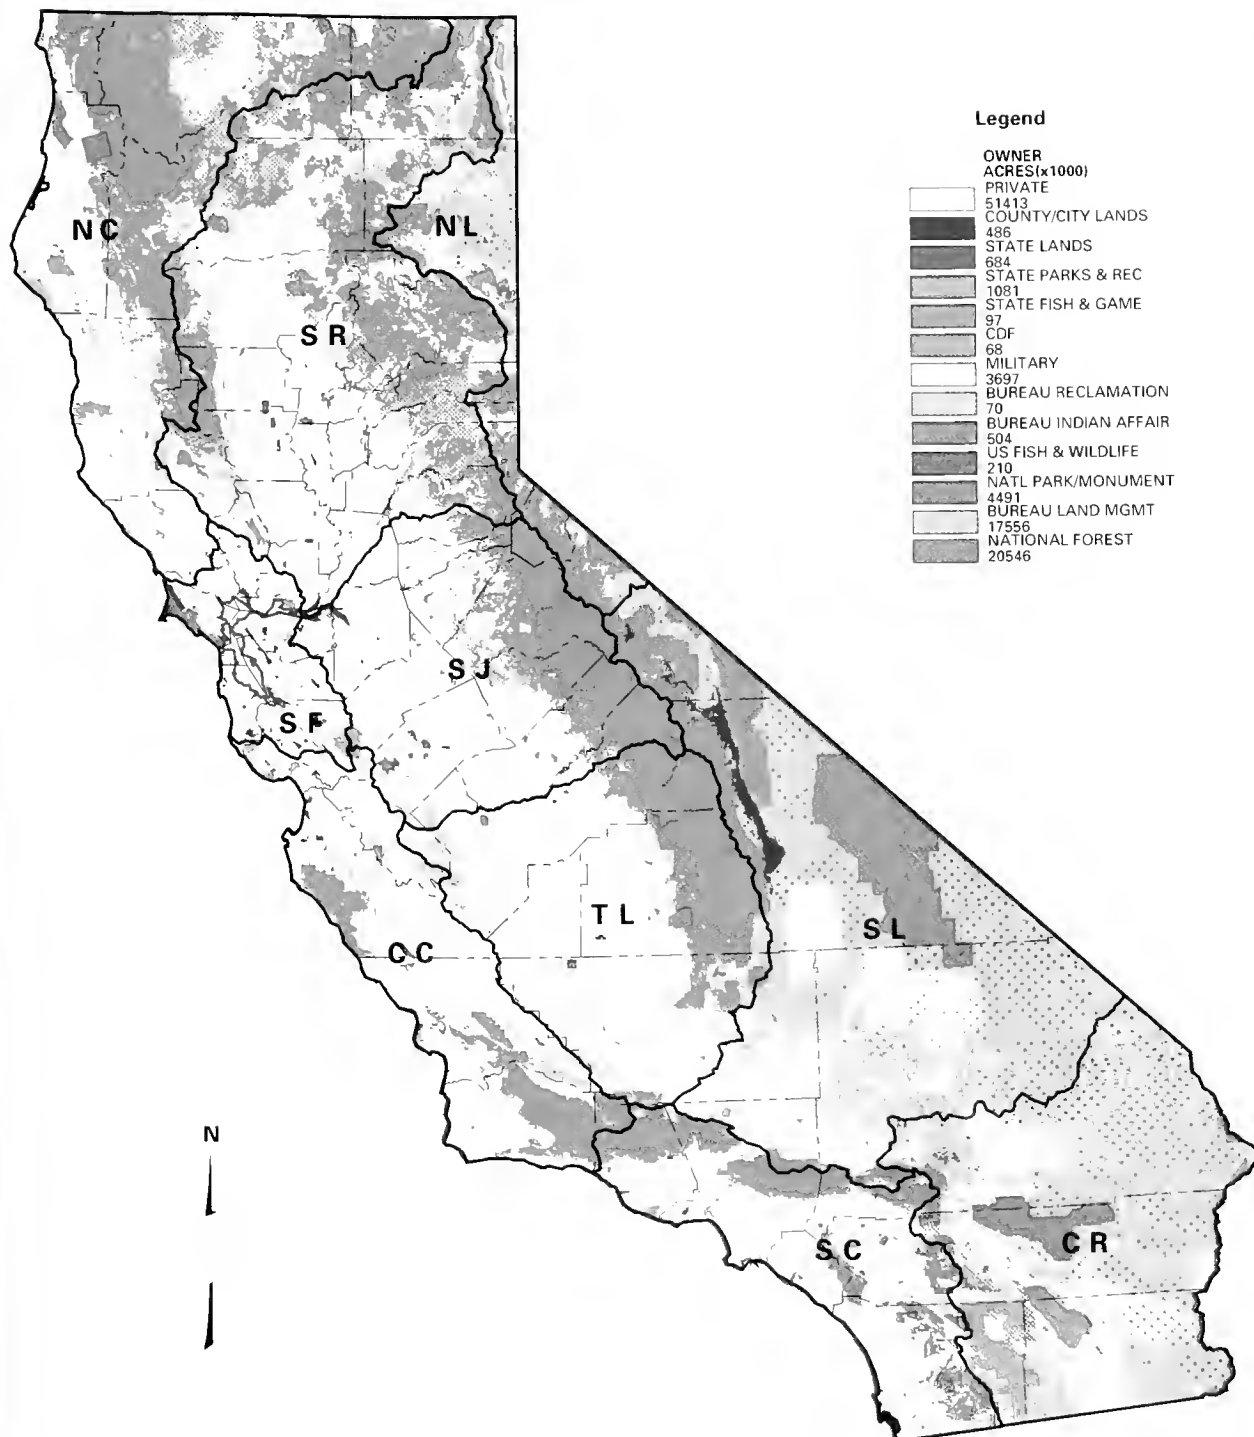 Legend
OWNER
ACRES(x1000)
PRIVATE
51413
COUNTY/CITY LANDS
486
STATE LANDS
684
STATE PARKS & REC
1081
STATE FISH & GAME
97
CDF
68
MILITARY
3697
BUREAU RECLAMATION
70
BUREAU INDIAN AFFAIR
504
US FISH & WILDLIFE
210
NATL PARK/MONUMENT
4491
BUREAU LAND MGMT
17556
NATIONAL FOREST
20546
NC
NL
SR
SJ
SF
TL
SL
CC
N
SC
CR